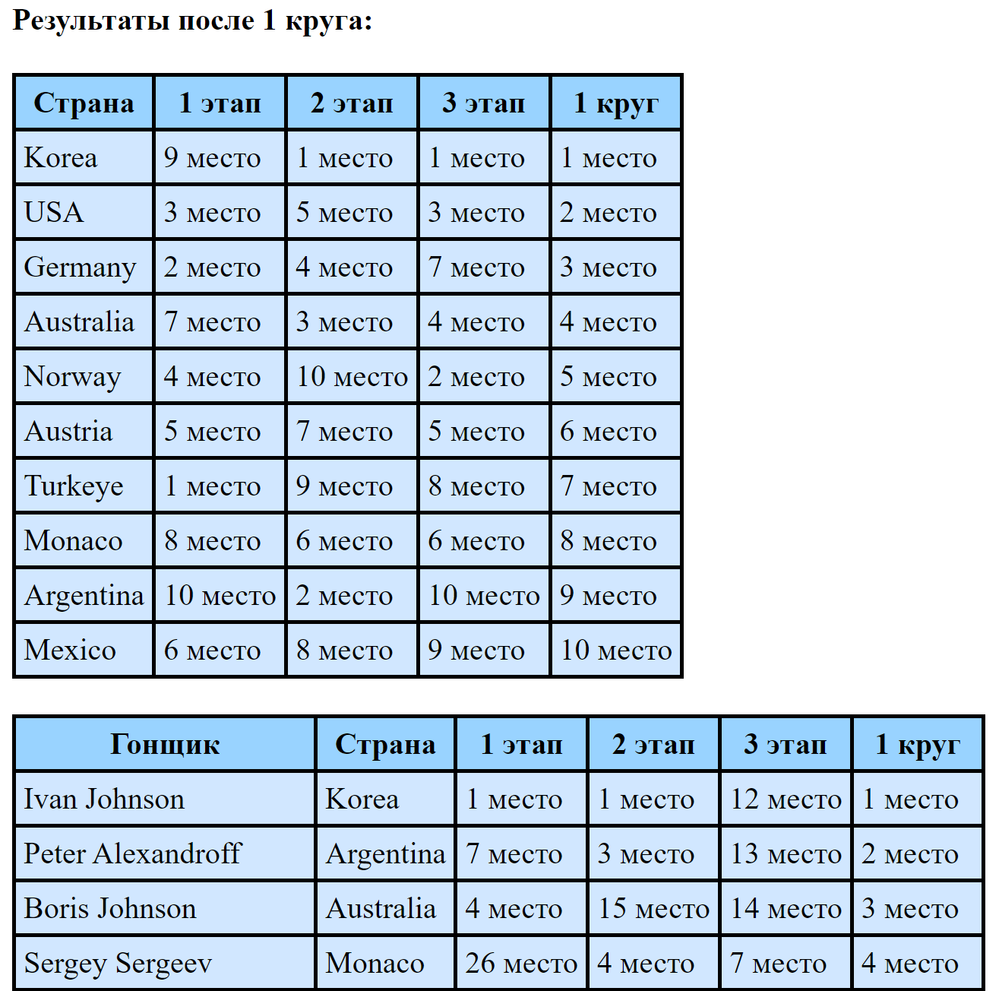 Результаты после 1 круга:
Страна 1 этап 2 этап 3 этап 1 круг
Korea 9 место 1 место 1 место 1 место
USA 3 место 5 место 3 место 2 место
Germany 2 место 4 место 7 место 3 место
Australia 7 место 3 место 4 место 4 место
Norway 4 место 10 место 2 место 5 место
Austria 5 место 7 место 5 место 6 место
Turkeye 1 место 9 место 8 место 7 место
Monaco 8 место 6 место 6 место 8 место
Argentina 10 место 2 место 10 место 9 место
Mexico 6 место 8 место 9 место 10 место
Гонщик Страна 1 этап 2 этап 3 этап 1 круг
Ivan Johnson Korea 1 место 1 место 12 место 1 место
Peter Alexandroff Argentina 7 место 3 место 13 место 2 место
Boris Johnson Australia 4 место 15 место 14 место 3 место
Sergey Sergeev Monaco 26 место 4 место 7 место 4 место